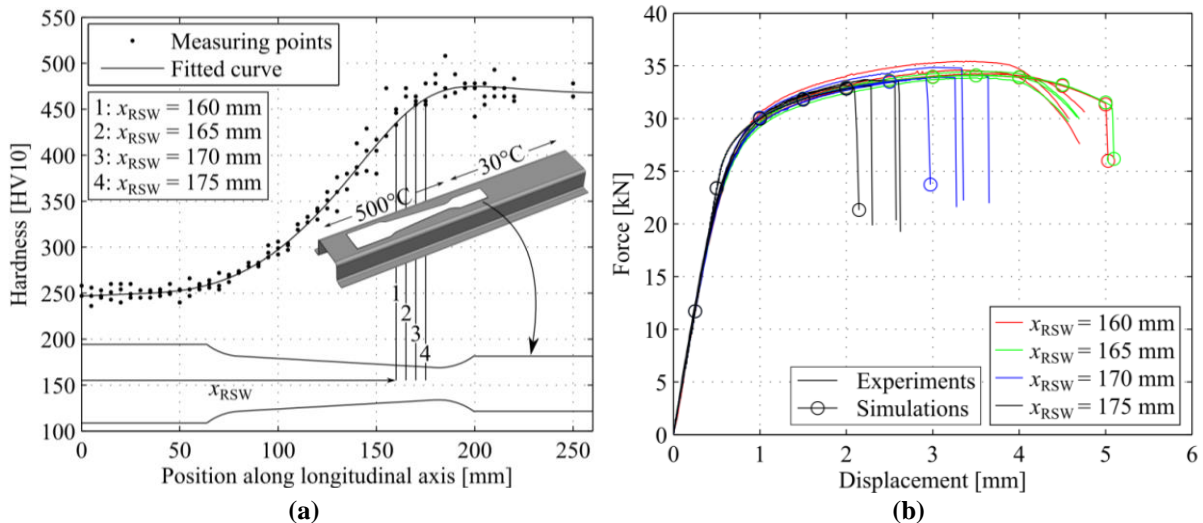 550
500
450
400
350
300
250
200
150
100
Hardness [HV10]
Measuring points
Fitted curve
1: xRSW = 160 mm
2: xRSW = 165 mm
3: xRSW = 170 mm
4: xRSW = 175 mm
30°C
500°C
1
2
3
4
xRSW
0
50
100
150
200
250
Position along longitudinal axis [mm]
(a)
40
35
30
25
20
15
10
5
0
Force [kN]
Experiments
Simulations
xRSW = 160 mm
xRSW = 165 mm
xRSW = 170 mm
xRSW = 175 mm
0
1
2
3
4
5
6
Displacement [mm]
(b)